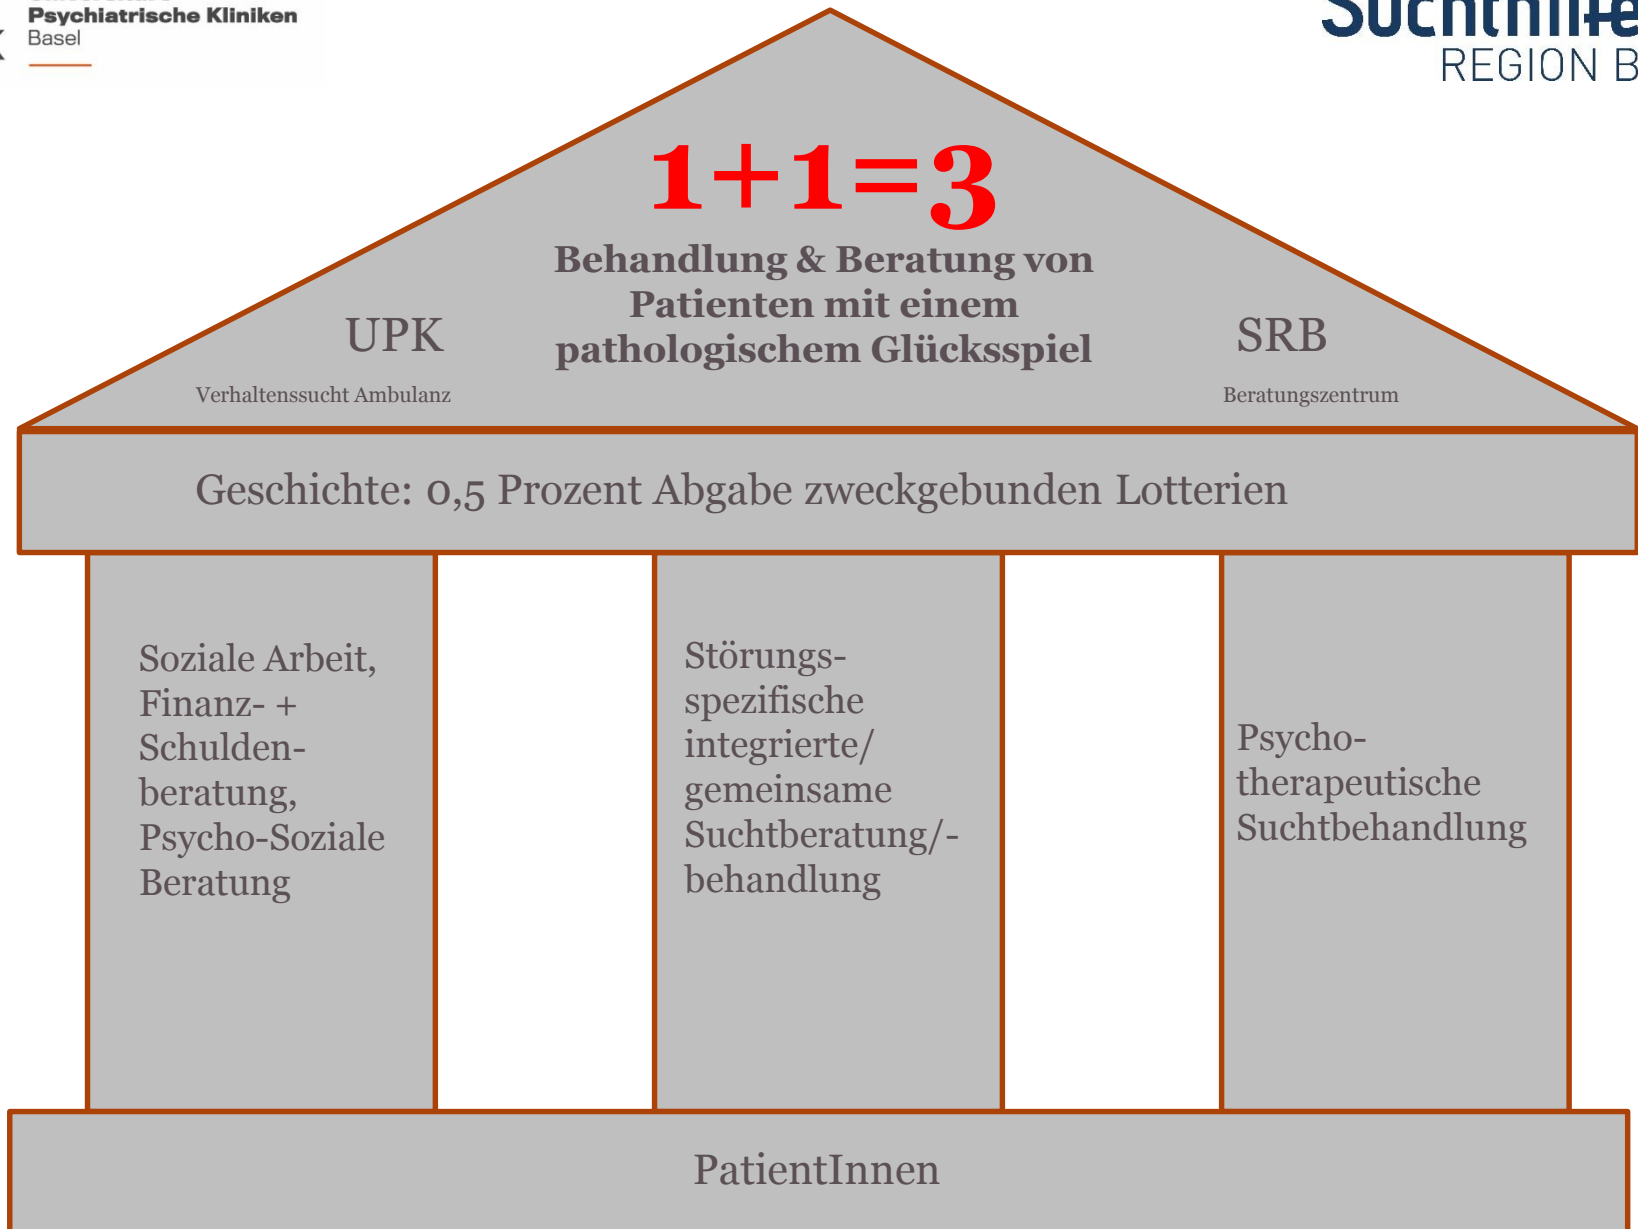 Psychiatrische Kliniken
Basel
REGION B
1+1=3
Behandlung & Beratung von
Patienten mit einem
pathologischem Glücksspiel
UPK
Verhaltenssucht Ambulanz
SRB
Beratungszentrum
Geschichte: 0,5 Prozent Abgabe zweckgebunden Lotterien
Soziale Arbeit,
Finanz- +
Schulden-
beratung,
Psycho-Soziale
Beratung
Störungs-
spezifische
integrierte/
gemeinsame
Suchtberatung/-
behandlung
Psycho-
therapeutische
Suchtbehandlung
PatientInnen